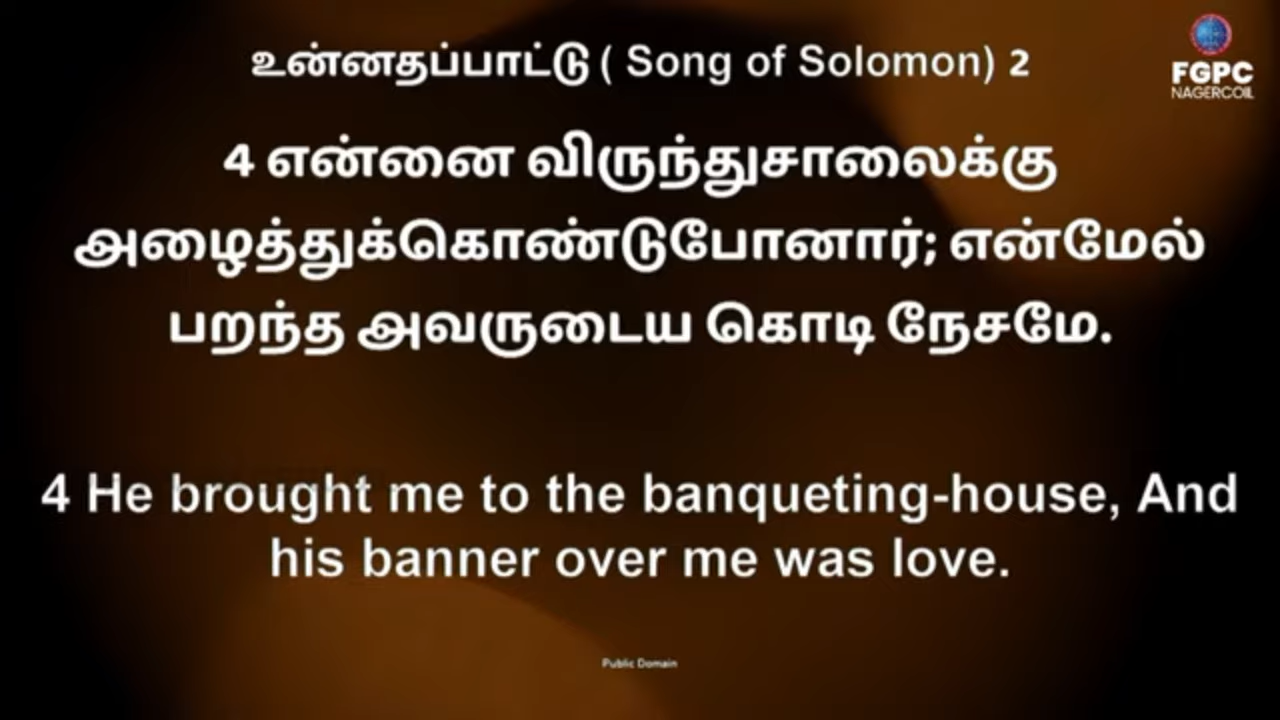 உன்னதப்பாட்டு ( Song of Solomon) 2
FGPC
NAGERCOIL
4 என்னை விருந்துசாலைக்கு
அழைத்துக்கொண்டுபோனார்; என்மேல்
பறந்த அவருடைய கொடி நேசமே.
4 He brought me to the banqueting-house, And
his banner over me was love.
Public Domain